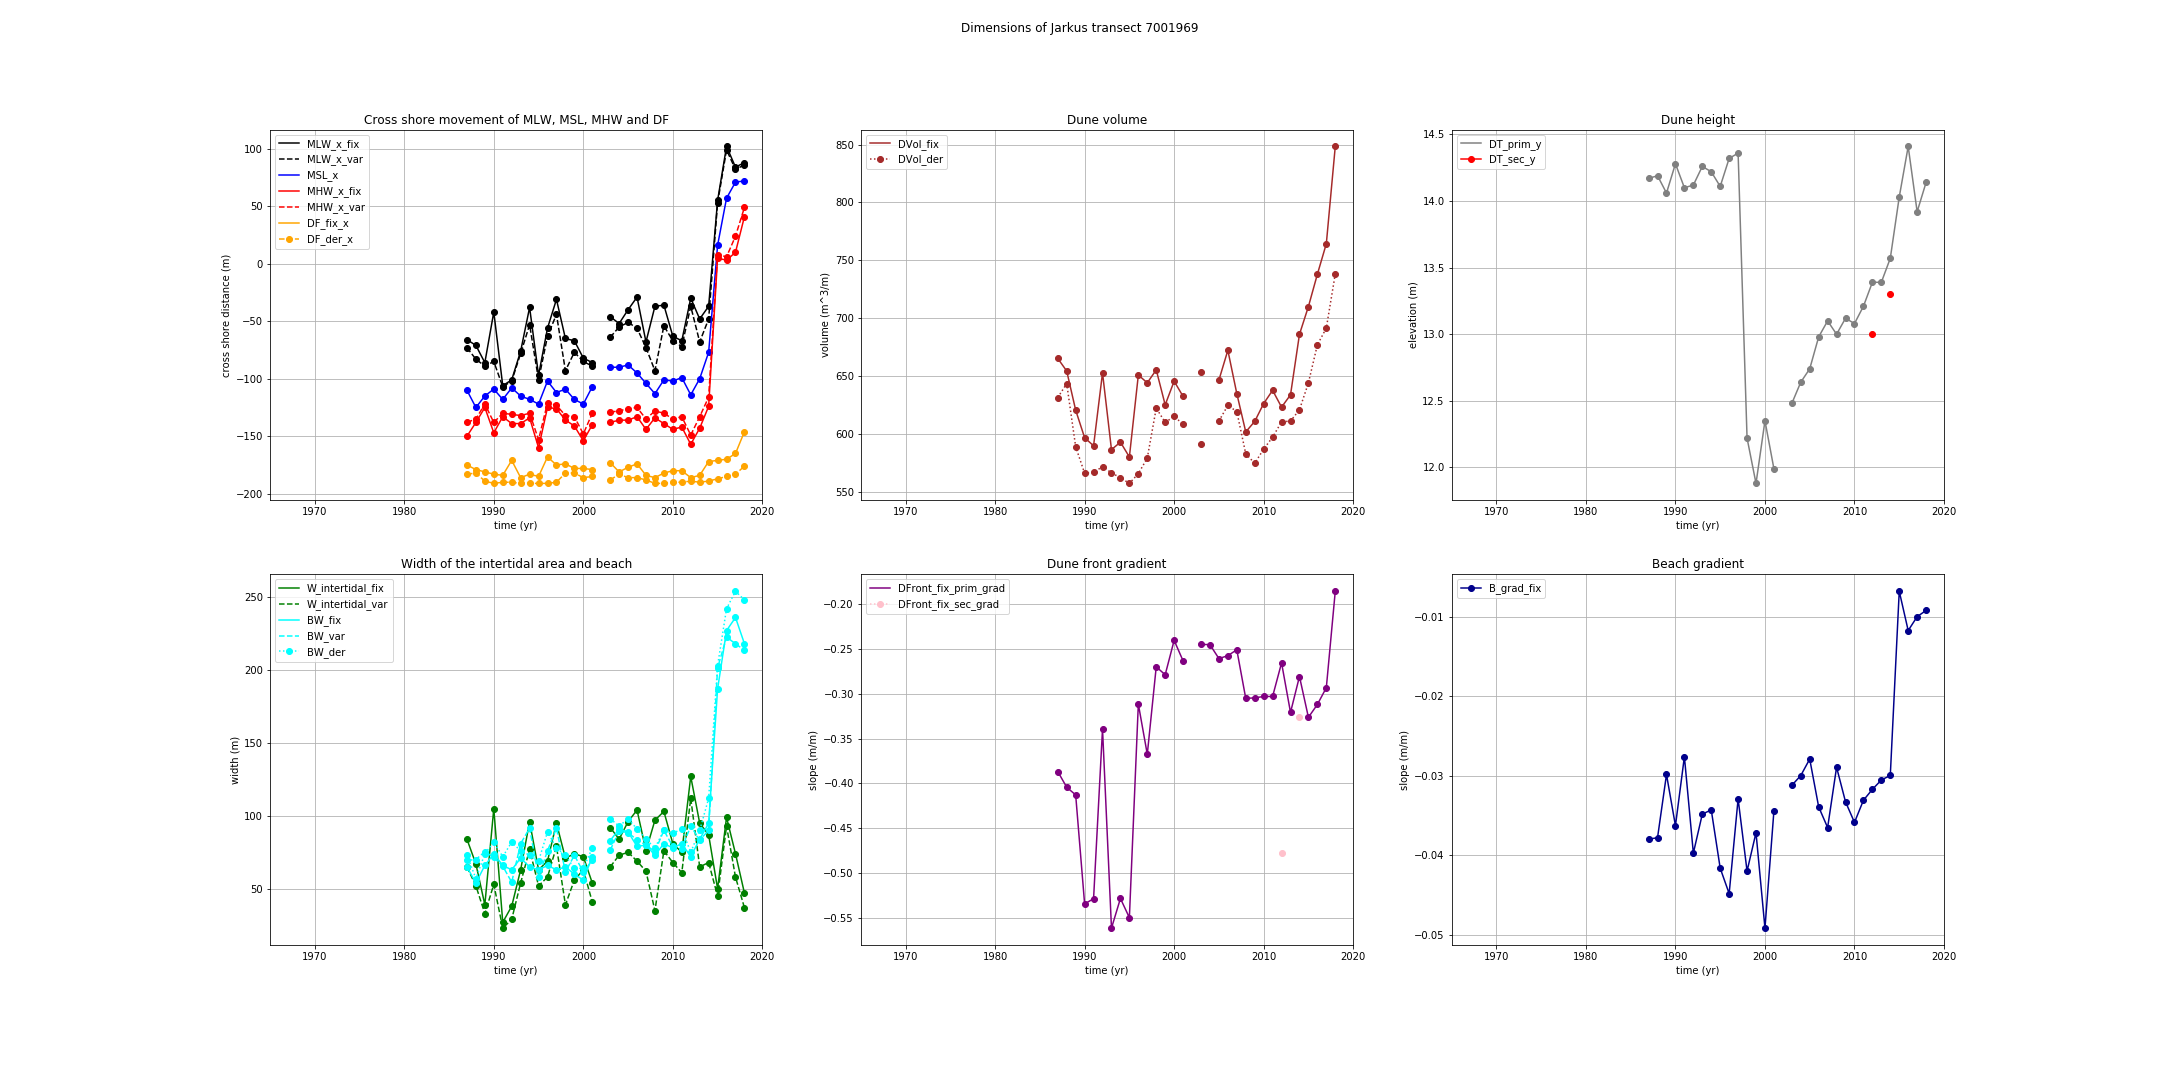 Dimensions of Jarkus transect 7001969
Cross shore movement of MLW, MSL, MHW and DF
MLW_x_fix
MLW_x_var
MSL_x
MHW_x_fix
MHW_x_var
DF_fix_x
DF_der_x
cross shore distance (m)
100
50
0
−50
−100
−150
−200
1970
1980
1990
2000
2010
2020
time (yr)
Dune volume
DVol_fix
DVol_der
volume (m^3/m)
850
800
750
700
650
600
550
1970
1980
1990
2000
2010
2020
time (yr)
Dune height
DT_prim_y
DT_sec_y
elevation (m)
14.5
14.0
13.5
13.0
12.5
12.0
1970
1980
1990
2000
2010
2020
time (yr)
Width of the intertidal area and beach
W_intertidal_fix
W_intertidal_var
BW_fix
BW_var
BW_der
width (m)
250
200
150
100
50
1970
1980
1990
2000
2010
2020
time (yr)
Dune front gradient
DFront_fix_prim_grad
DFront_fix_sec_grad
slope (m/m)
−0.20
−0.25
−0.30
−0.35
−0.40
−0.45
−0.50
−0.55
1970
1980
1990
2000
2010
2020
time (yr)
Beach gradient
B_grad_fix
slope (m/m)
−0.01
−0.02
−0.03
−0.04
−0.05
1970
1980
1990
2000
2010
2020
time (yr)